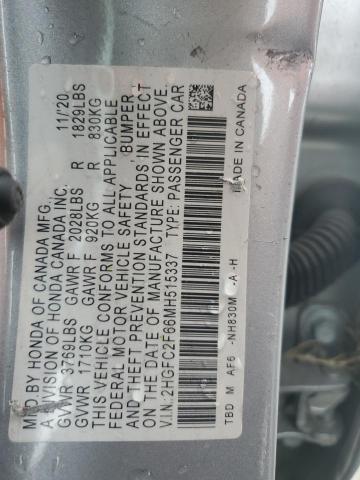 MFD.BY HONDA OF CANADA MFG. 11/20
A DIVISION OF HONDA CANADA INC.
GVWR 3769LBS GAWR F 2028LBS R 1829LBS
GVWR 1710KG GAWR F 920KG R 830KG
THIS VEHICLE CONFORMS TO ALL APPLICABLE
FEDERAL MOTOR VEHICLE SAFETY ,BUMPER,
AND THEFT PREVENTION STANDARDS IN EFFECT
ON THE DATE OF MANUFACTURE SHOWN ABOVE.
V.I.N: 2HGFC2F66MH515337 TYPE: PASSENGER CAR
TBD M AF6 -NH830M -A -H MADE IN CANADA